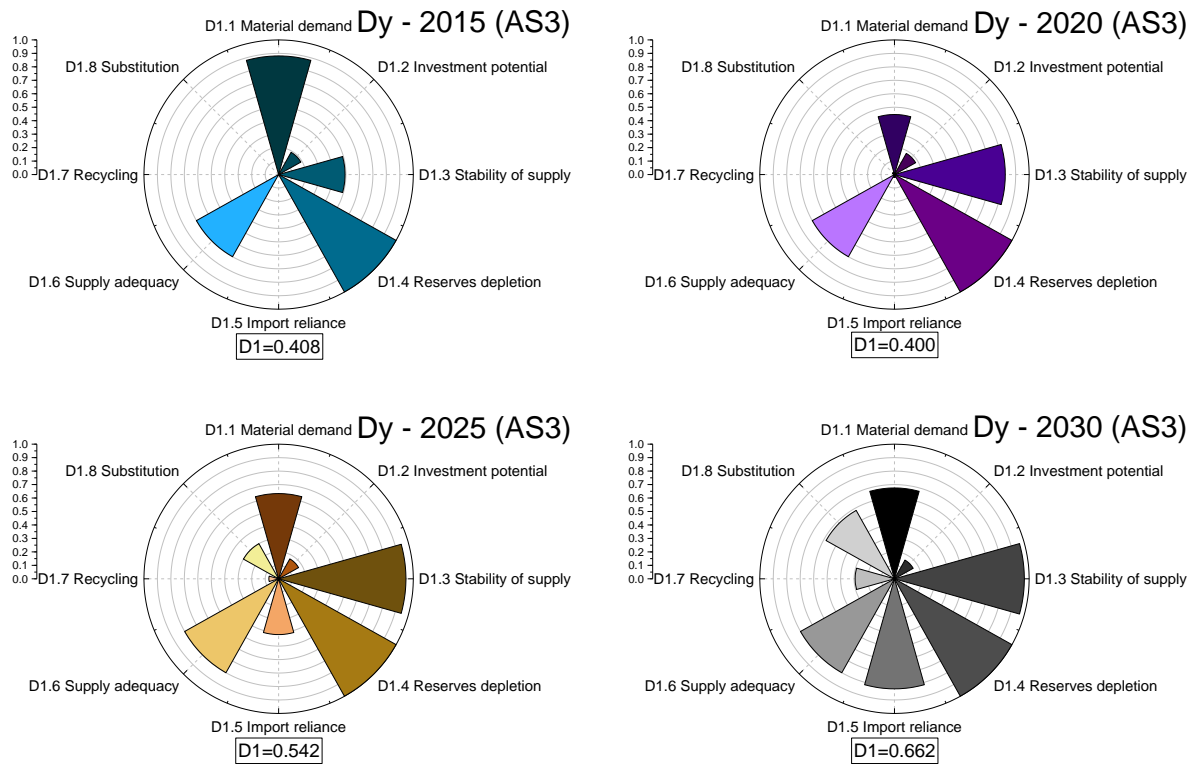 D1.1 Material demand Dy - 2015 (AS3)
1.0
0.9
0.8
0.7
0.6
0.5
0.4
0.3
0.2
0.1
0.0
D1.8 Substitution
D1.2 Investment potential
D1.7 Recycling
D1.3 Stability of supply
D1.6 Supply adequacy
D1.4 Reserves depletion
D1.5 Import reliance
D1=0.408
D1.1 Material demand Dy - 2020 (AS3)
1.0
0.9
0.8
0.7
0.6
0.5
0.4
0.3
0.2
0.1
0.0
D1.8 Substitution
D1.2 Investment potential
D1.7 Recycling
D1.3 Stability of supply
D1.6 Supply adequacy
D1.4 Reserves depletion
D1.5 Import reliance
D1=0.400
D1.1 Material demand Dy - 2025 (AS3)
1.0
0.9
0.8
0.7
0.6
0.5
0.4
0.3
0.2
0.1
0.0
D1.8 Substitution
D1.2 Investment potential
D1.7 Recycling
D1.3 Stability of supply
D1.6 Supply adequacy
D1.4 Reserves depletion
D1.5 Import reliance
D1=0.542
D1.1 Material demand Dy - 2030 (AS3)
1.0
0.9
0.8
0.7
0.6
0.5
0.4
0.3
0.2
0.1
0.0
D1.8 Substitution
D1.2 Investment potential
D1.7 Recycling
D1.3 Stability of supply
D1.6 Supply adequacy
D1.4 Reserves depletion
D1.5 Import reliance
D1=0.662